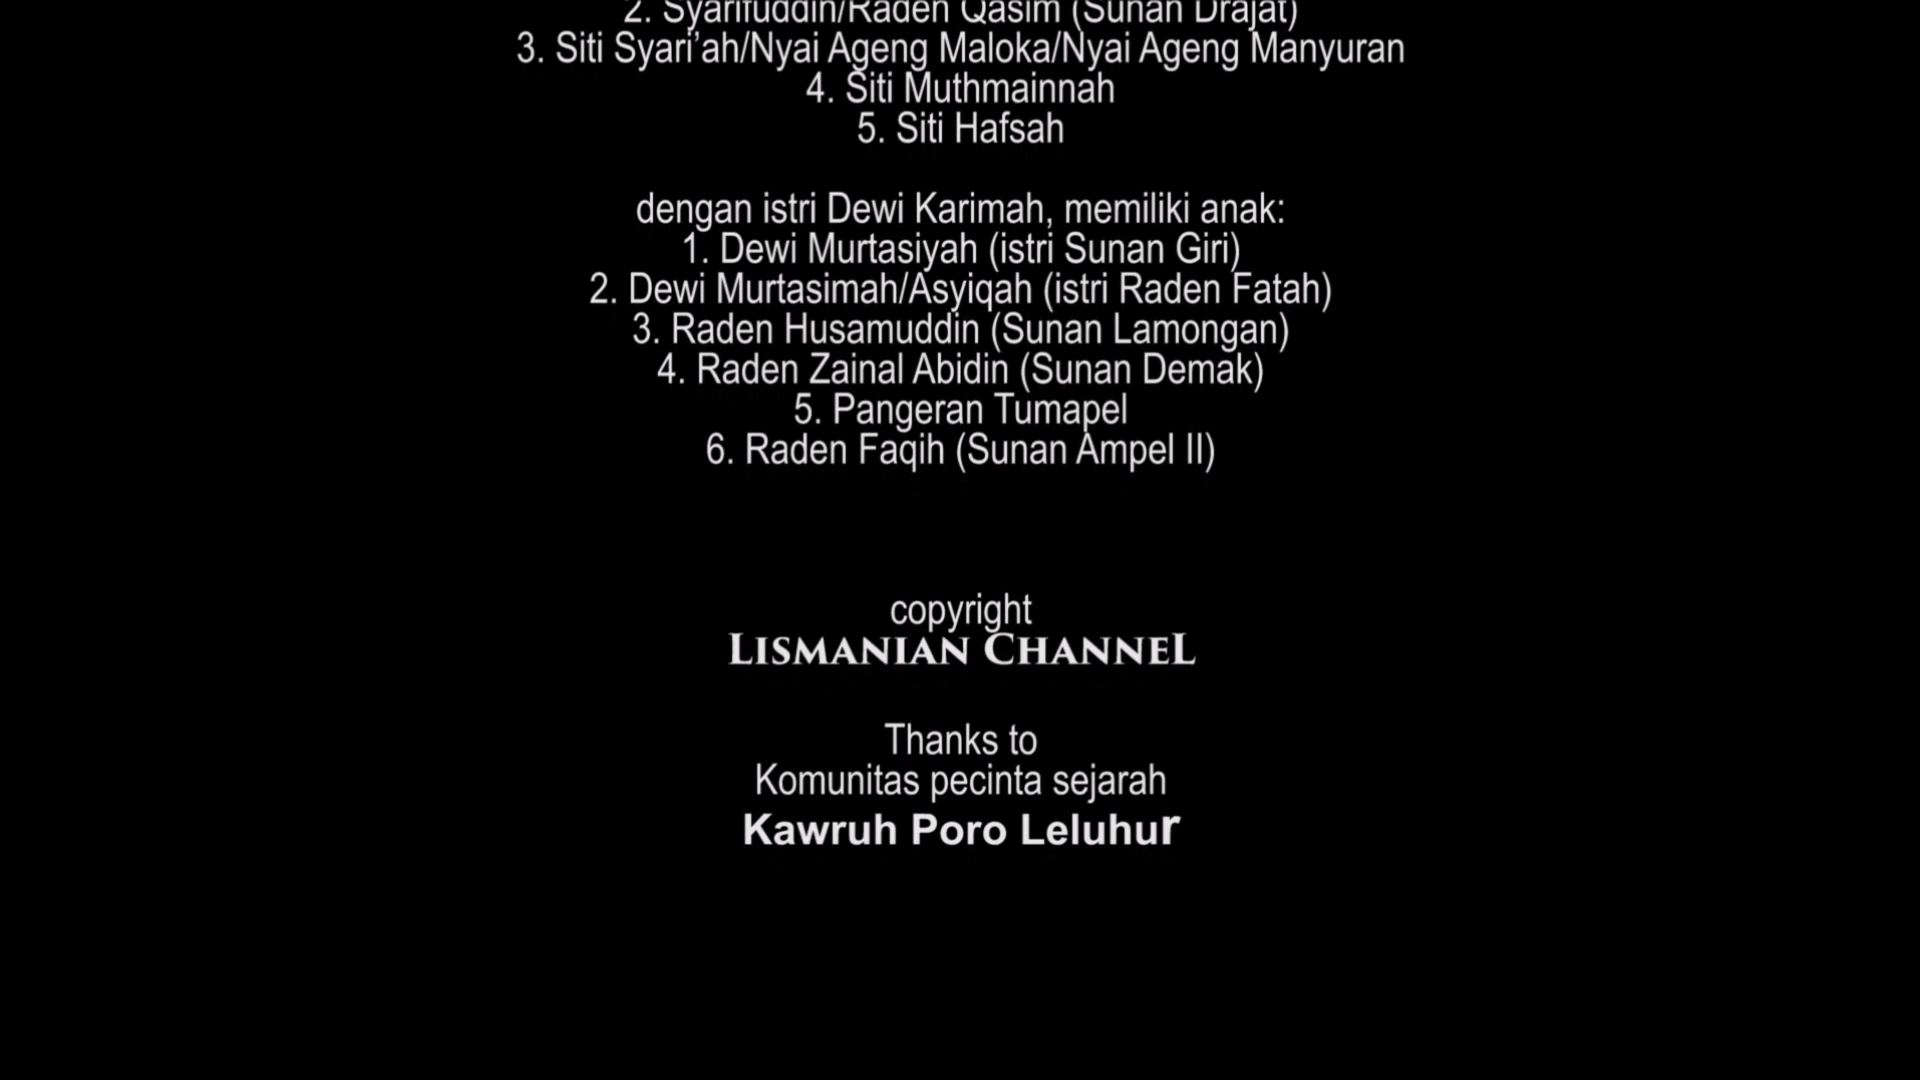 2. Syarifuddin/Raden Qasim (Sunan Drajat)
3. Siti Syari'ah/Nyai Ageng Maloka/Nyai Ageng Manyuran
4. Siti Muthmainnah
5. Siti Hafsah
dengan istri Dewi Karimah, memiliki anak:
1. Dewi Murtasiyah (istri Sunan Giri)
2. Dewi Murtasimah/Asyiqah (istri Raden Fatah)
3. Raden Husamuddin (Sunan Lamongan)
4. Raden Zainal Abidin (Sunan Demak)
5. Pangeran Tumapel
6. Raden Faqih (Sunan Ampel II)
copyright
LISMANIAN CHANNEL
Thanks to
Komunitas pecinta sejarah
Kawruh Poro Leluhur